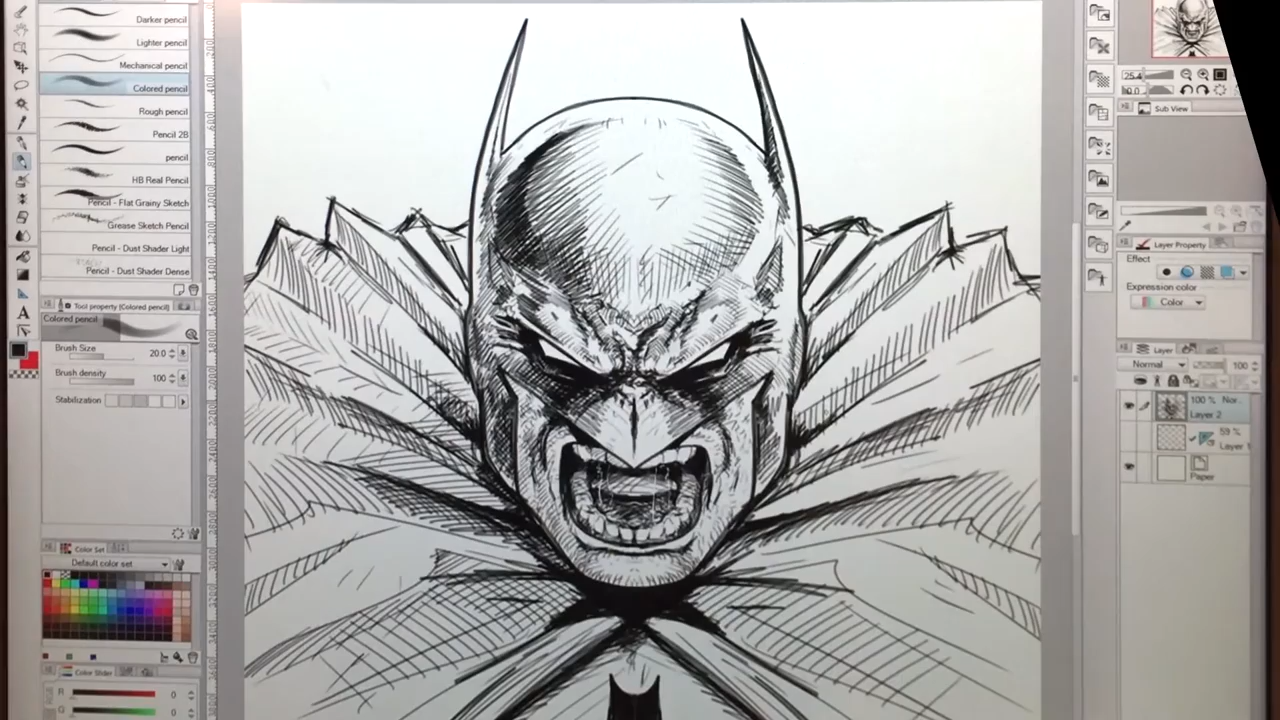 Darker pencil
Lighter pencil
Mechanical pencil
Colored pencil
Rough pencil
Pencil 2B
pencil
HB Real Pencil
Pencil - Flat Grainy Sketch
Grease Sketch Pencil
Pencil - Dust Shader Light
Pencil - Dust Shader Dense
Tool property [Colored pencil]
Colored pencil
Brush Size 20.0
Brush density 100
Stabilization
Color Set
Default color set
Color Slider
R 0
G 0
25.4
Sub View
Layer Property
Effect
Expression color
Color
Layer
Normal 100
100 % Nor
Layer 2
59 %
Layer
Paper